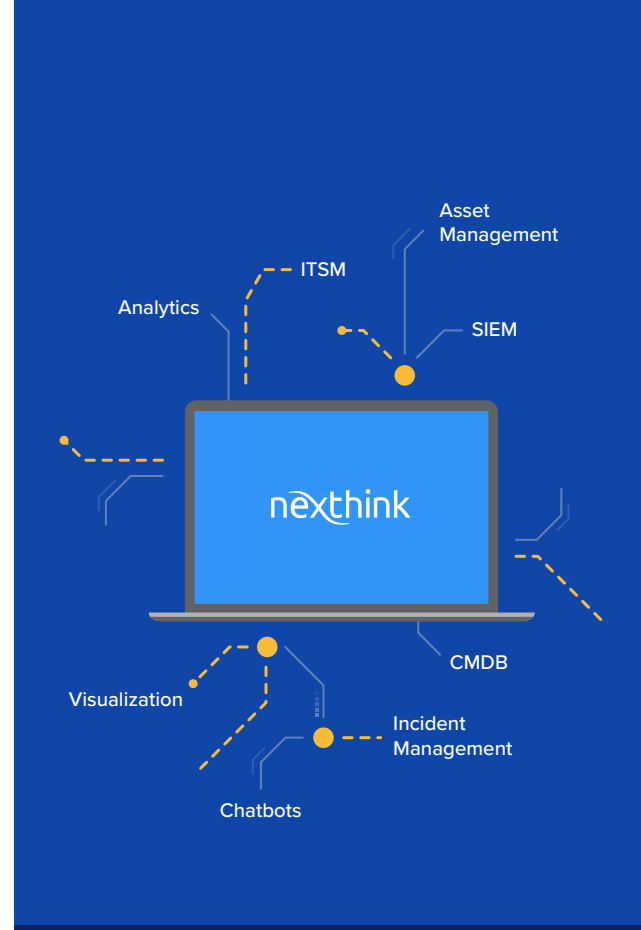 Asset
Management
ITSM
Analytics
SIEM
nexthink
CMDB
Visualization
Incident
Management
Chatbots